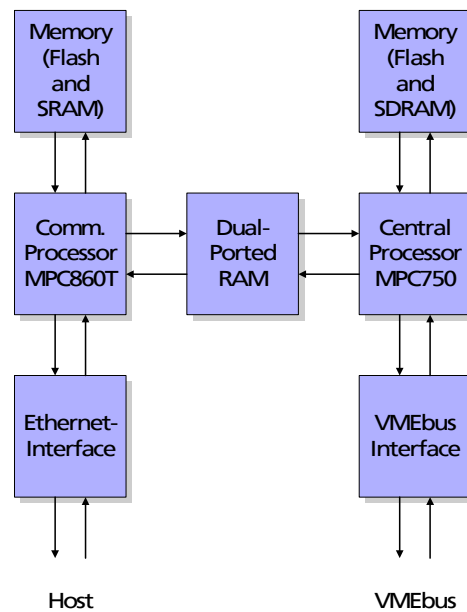 Memory
(Flash
and
SRAM)
Memory
(Flash
and
SDRAM)
Comm.
Processor
MPC860T
Dual-
Ported
RAM
Central
Processor
MPC750
Ethernet-
Interface
VMEbus
Interface
Host
VMEbus